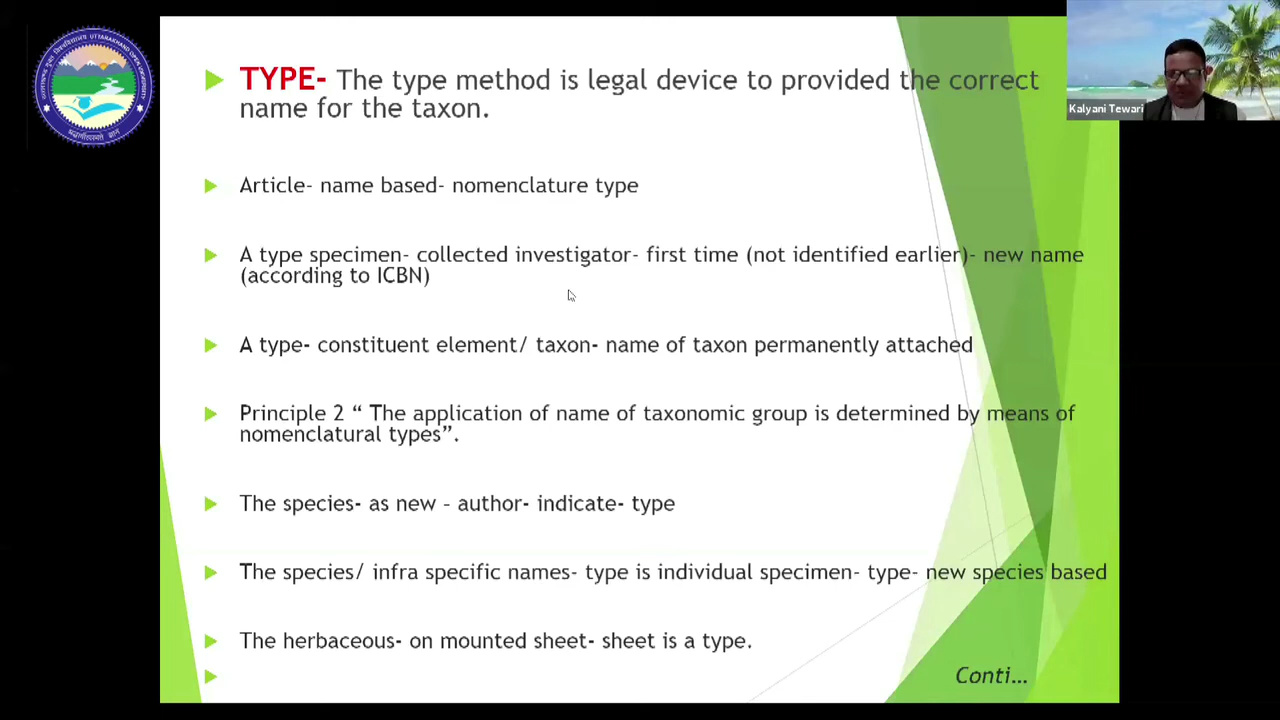 TYPE- The type method is legal device to provided the correct
name for the taxon.
Article- name based- nomenclature type
A type specimen- collected investigator- first time (not identified earlier)- new name
(according to ICBN)
A type- constituent element/ taxon- name of taxon permanently attached
Principle 2 “ The application of name of taxonomic group is determined by means of
nomenclatural types”.
The species- as new – author- indicate- type
The species/ infra specific names- type is individual specimen- type- new species based
The herbaceous- on mounted sheet- sheet is a type.
Conti…
Kalyani Tewari
UTTARAKHAND OPEN UNIVERSITY